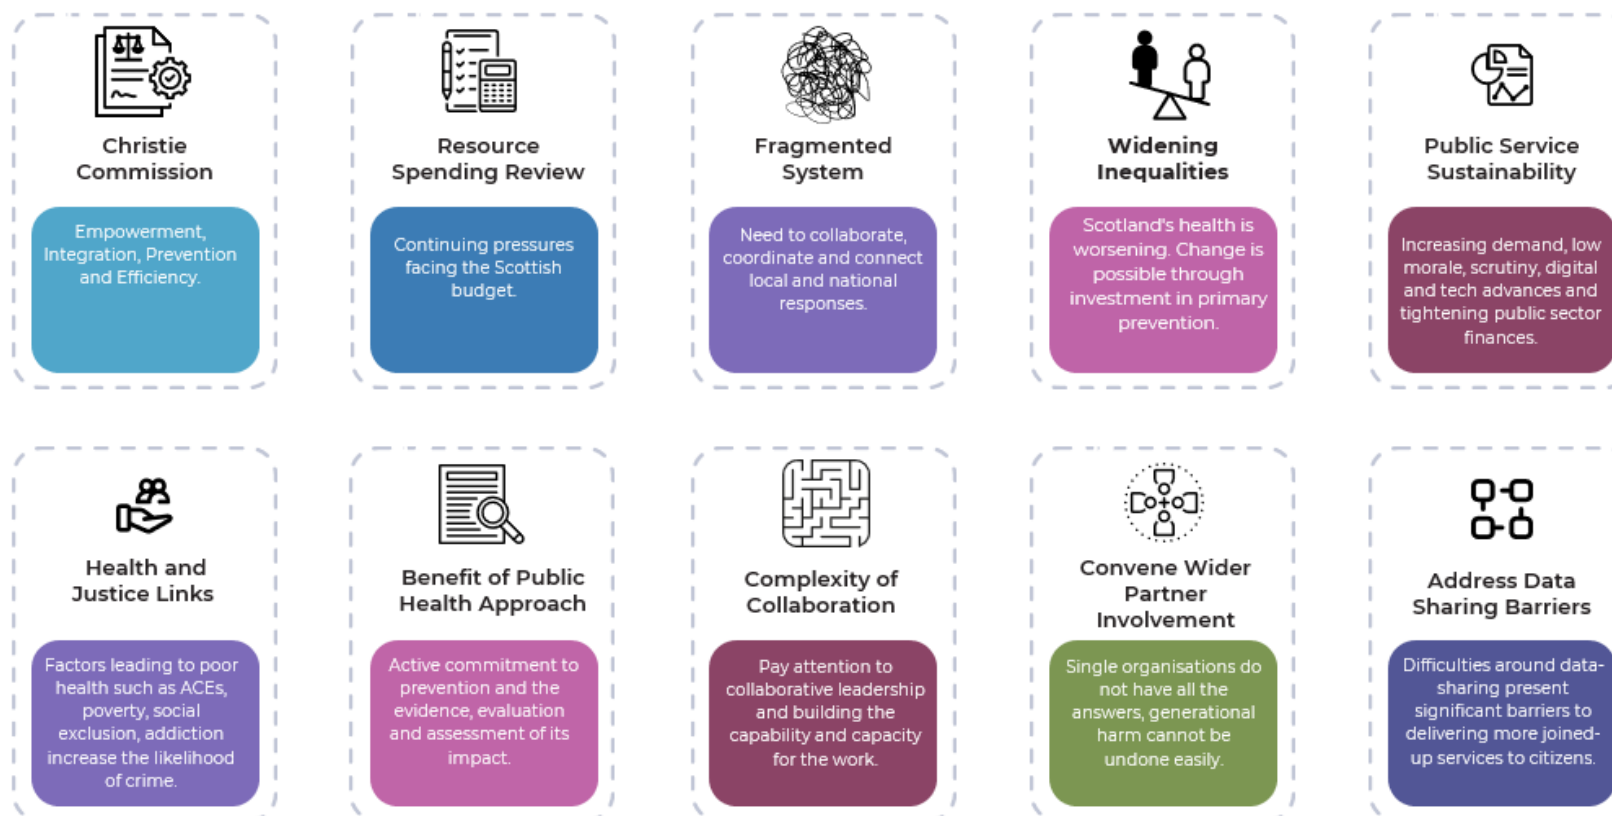 Christie
Commission
Empowerment,
Integration, Prevention
and Efficiency.
Resource
Spending Review
Continuing pressures
facing the Scottish
budget.
Fragmented
System
Need to collaborate,
coordinate and connect
local and national
responses.
Widening
Inequalities
Scotland's health is
worsening. Change is
possible through
investment in primary
prevention.
Public Service
Sustainability
Increasing demand, low
morale, scrutiny, digital
and tech advances and
tightening public sector
finances.
Health and
Justice Links
Factors leading to poor
health such as ACEs,
poverty, social
exclusion, addiction
increase the likelihood
of crime.
Benefit of Public
Health Approach
Active commitment to
prevention and the
evidence, evaluation
and assessment of its
impact.
Complexity of
Collaboration
Pay attention to
collaborative leadership
and building the
capability and capacity
for the work.
Convene Wider
Partner
Involvement
Single organisations do
not have all the
answers, generational
harm cannot be
undone easily.
Address Data
Sharing Barriers
Difficulties around data-
sharing present
significant barriers to
delivering more joined-
up services to citizens.